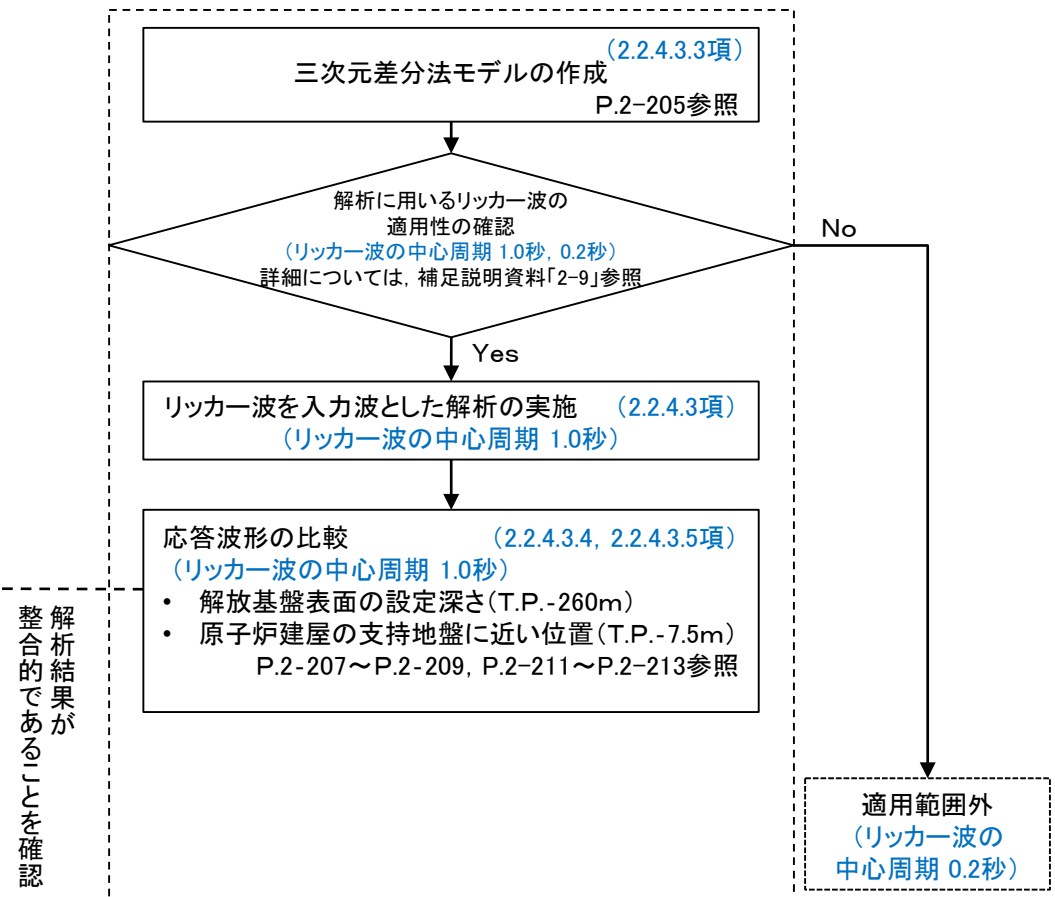 （2.2.4.3.3項）
三次元差分法モデルの作成
P.2-205参照
解析に用いるリッカー波の
適用性の確認
（リッカー波の中心周期 1.0秒，0.2秒）
詳細については，補足説明資料「2-9」参照
No
Yes
リッカー波を入力波とした解析の実施　（2.2.4.3項）
（リッカー波の中心周期 1.0秒）
応答波形の比較　（2.2.4.3.4，2.2.4.3.5項）
（リッカー波の中心周期 1.0秒）
• 解放基盤表面の設定深さ（T.P.-260m）
• 原子炉建屋の支持地盤に近い位置（T.P.-7.5m）
P.2-207～P.2-209，P.2-211～P.2-213参照
解析結果が
整合的であることを確認
適用範囲外
（リッカー波の
中心周期 0.2秒）